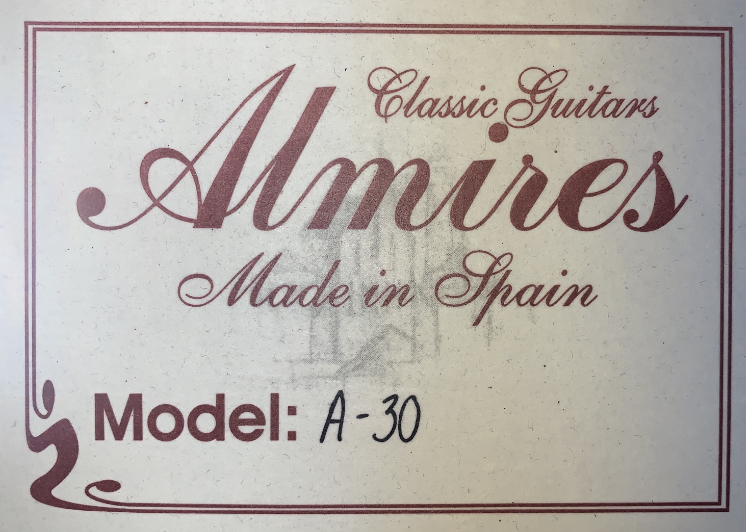 Classic Guitars
Almires
Made in Spain
Model: A-30